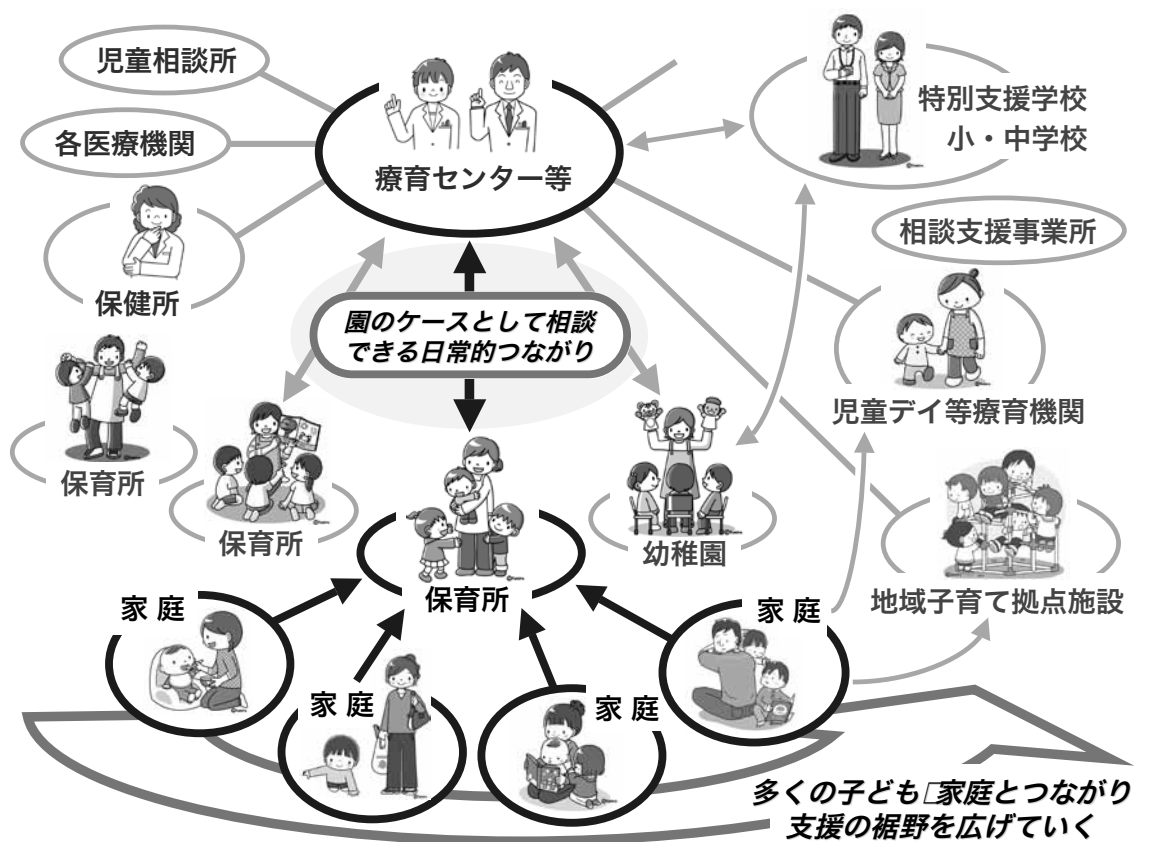 児童相談所
各医療機関
保健所
療育センター等
特別支援学校
小・中学校
相談支援事業所
園のケースとして相談
できる日常的つながり
児童デイ等療育機関
保育所
保育所
保育所
幼稚園
地域子育て拠点施設
家 庭
家 庭
家 庭
家 庭
多くの子ども□家庭とつながり
支援の裾野を広げていく